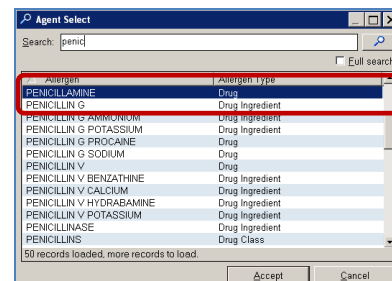 Agent Select
Search: penic
Full search
Allergen Allergen Type
PENICILLAMINE Drug
PENICILLIN G Drug Ingredient
PENICILLIN G AMMONIUM Drug Ingredient
PENICILLIN G POTASSIUM Drug Ingredient
PENICILLIN G PROCAINE Drug
PENICILLIN G SODIUM Drug
PENICILLIN V Drug
PENICILLIN V BENZATHINE Drug Ingredient
PENICILLIN V CALCIUM Drug Ingredient
PENICILLIN V HYDRABAMINE Drug Ingredient
PENICILLIN V POTASSIUM Drug Ingredient
PENICILLINASE Drug Ingredient
PENICILLINS Drug Class
50 records loaded, more records to load.
Accept Cancel